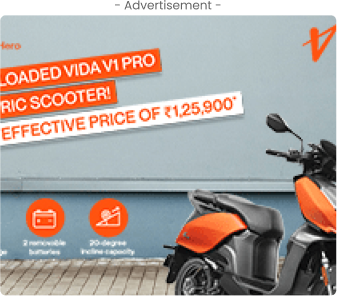 - Advertisement -
Hero
LOADED VIDA V1 PRO
RIC SCOOTER!
EFFECTIVE PRICE OF ₹1,25,900*
2 removable
batteries
20-degree
incline capacity
ge